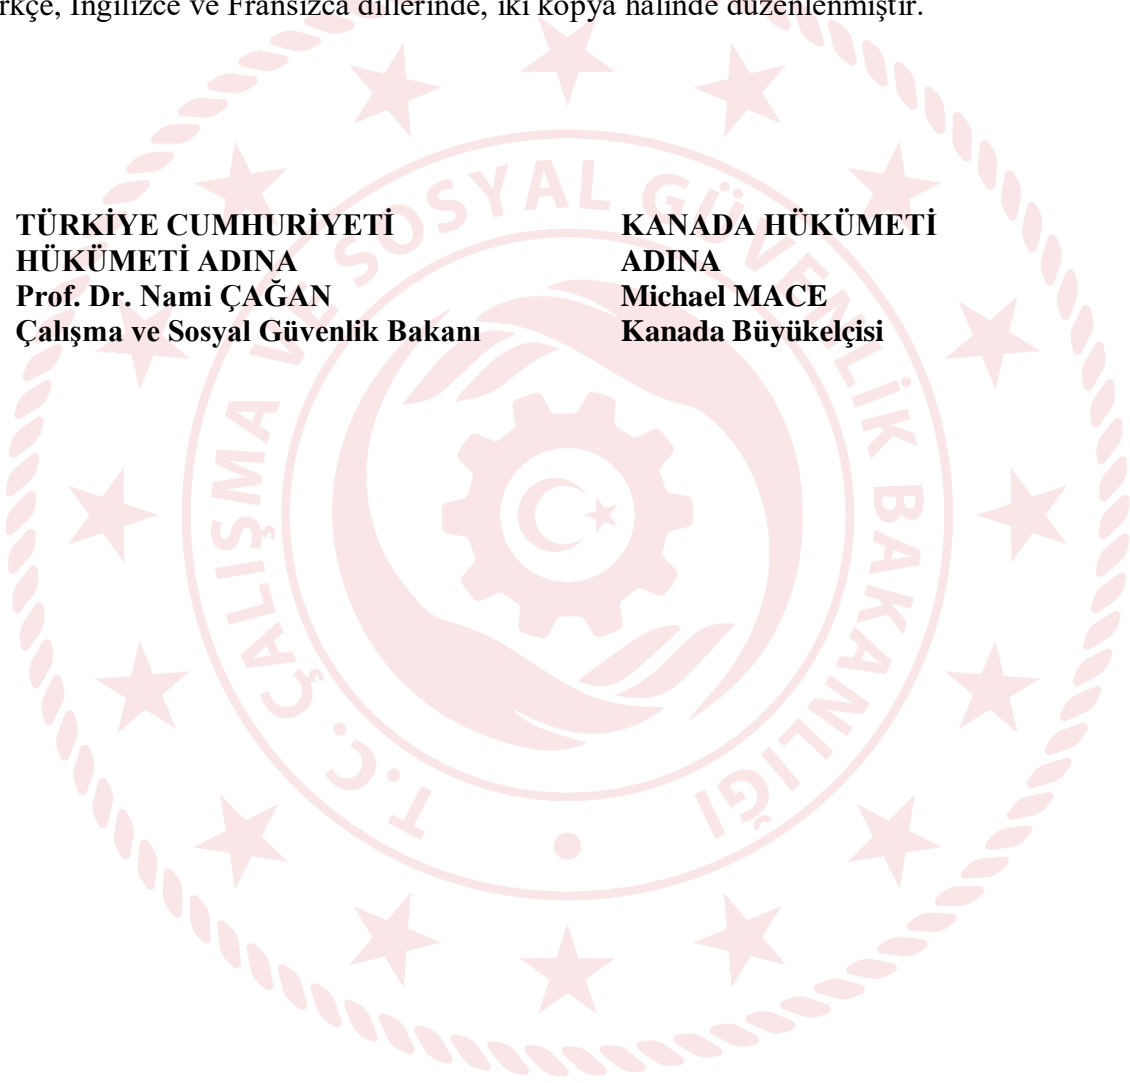 rkçe, İngilizce ve Fransızca dillerinde, iki kopya halinde düzenlenmiştir.
TÜRKİYE CUMHURİYETİ
HÜKÜMETİ ADINA
Prof. Dr. Nami ÇAĞAN
Çalışma ve Sosyal Güvenlik Bakanı
KANADA HÜKÜMETİ
ADINA
Michael MACE
Kanada Büyükelçisi
T.C. ÇALIŞMA VE SOSYAL GÜVENLİK BAKANLIĞI